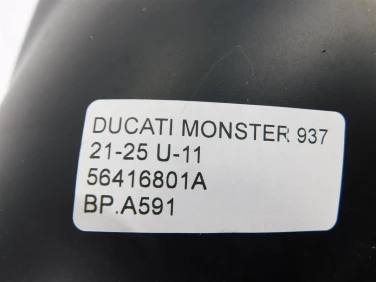 DUCATI MONSTER 937
21-25 U-11
56416801A
BP.A591